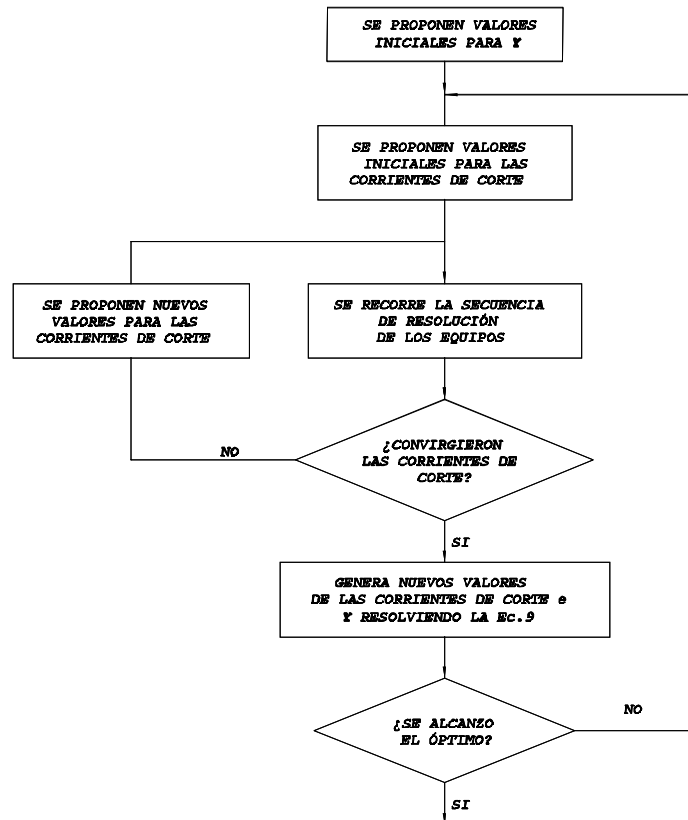 SE PROPONEN VALORES
INICIALES PARA Y
SE PROPONEN VALORES
INICIALES PARA LAS
CORRIENTES DE CORTE
SE PROPONEN NUEVOS
VALORES PARA LAS
CORRIENTES DE CORTE
SE RECORRE LA SECUENCIA
DE RESOLUCIÓN
DE LOS EQUIPOS
NO
¿CONVIRGIERON
LAS CORRIENTES DE
CORTE?
SI
GENERA NUEVOS VALORES
DE LAS CORRIENTES DE CORTE e
Y RESOLVIENDO LA Ec.9
¿SE ALCANZO
EL ÓPTIMO?
NO
SI